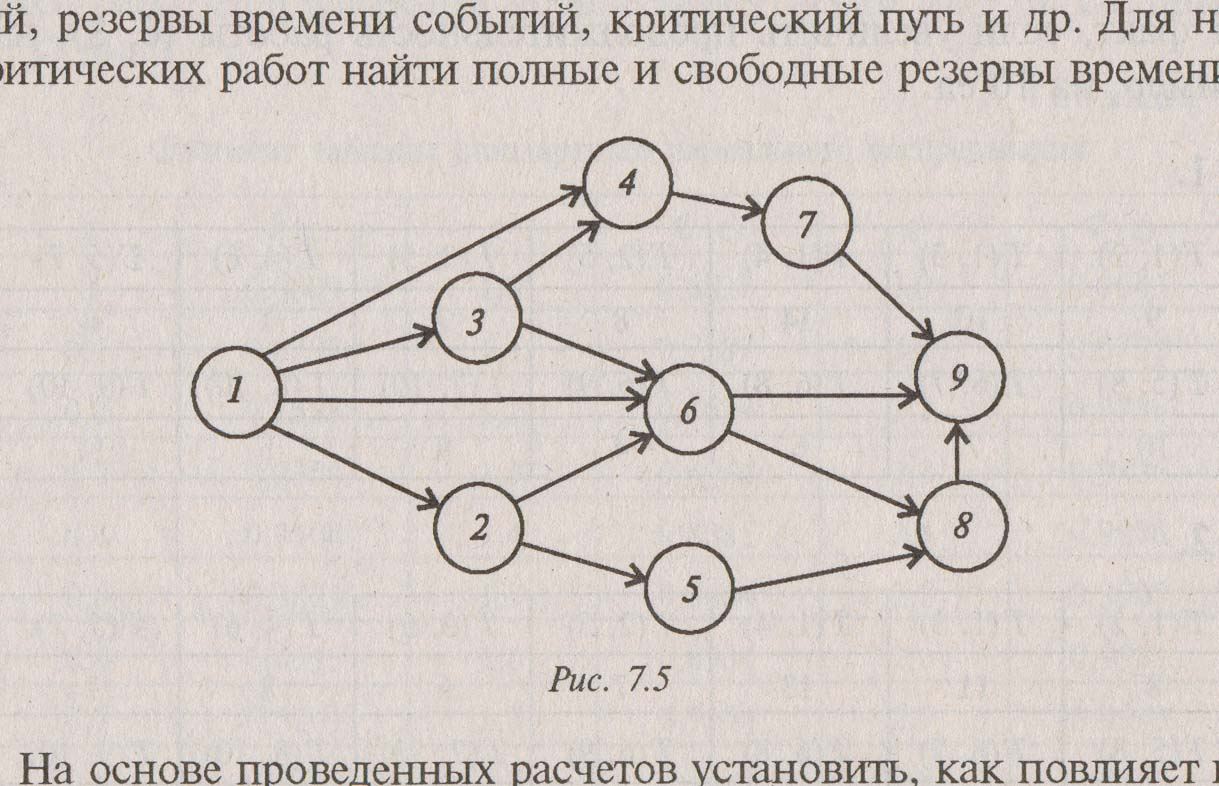 й, резервы времени событий, критический путь и др. Для н
ритических работ найти полные и свободные резервы времени
4
7
3
1
9
6
2
8
5
Рис. 7.5
На основе проведенных расчетов установить, как повлияет